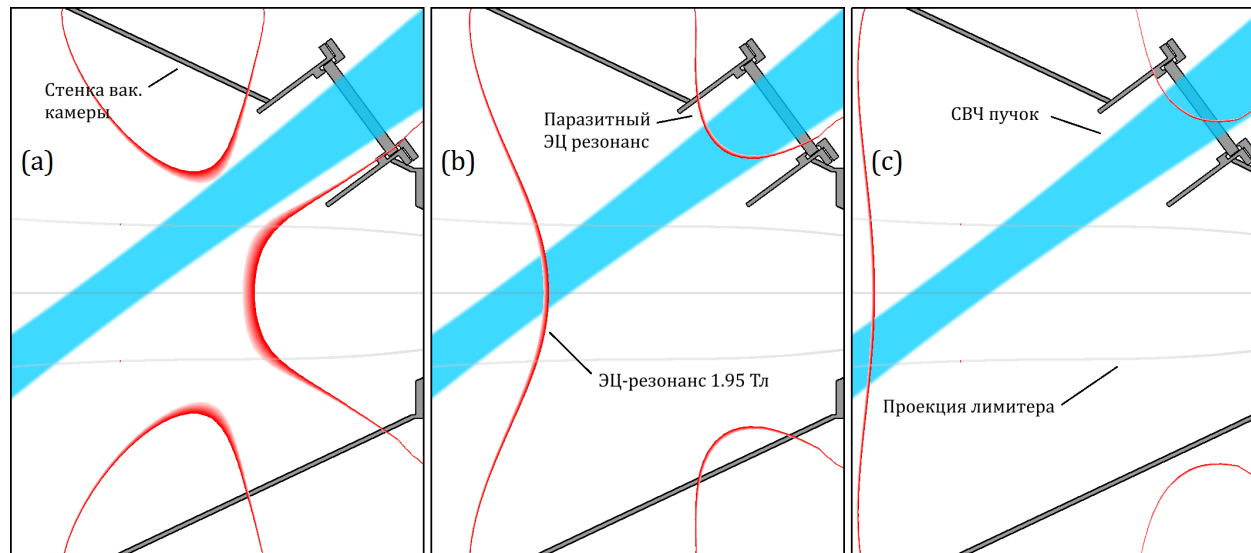 Стенка вак.
камеры
(a)
Паразитный
ЭЦ резонанс
(b)
ЭЦ-резонанс 1.95 Тл
СВЧ пучок
(c)
Проекция лимитера